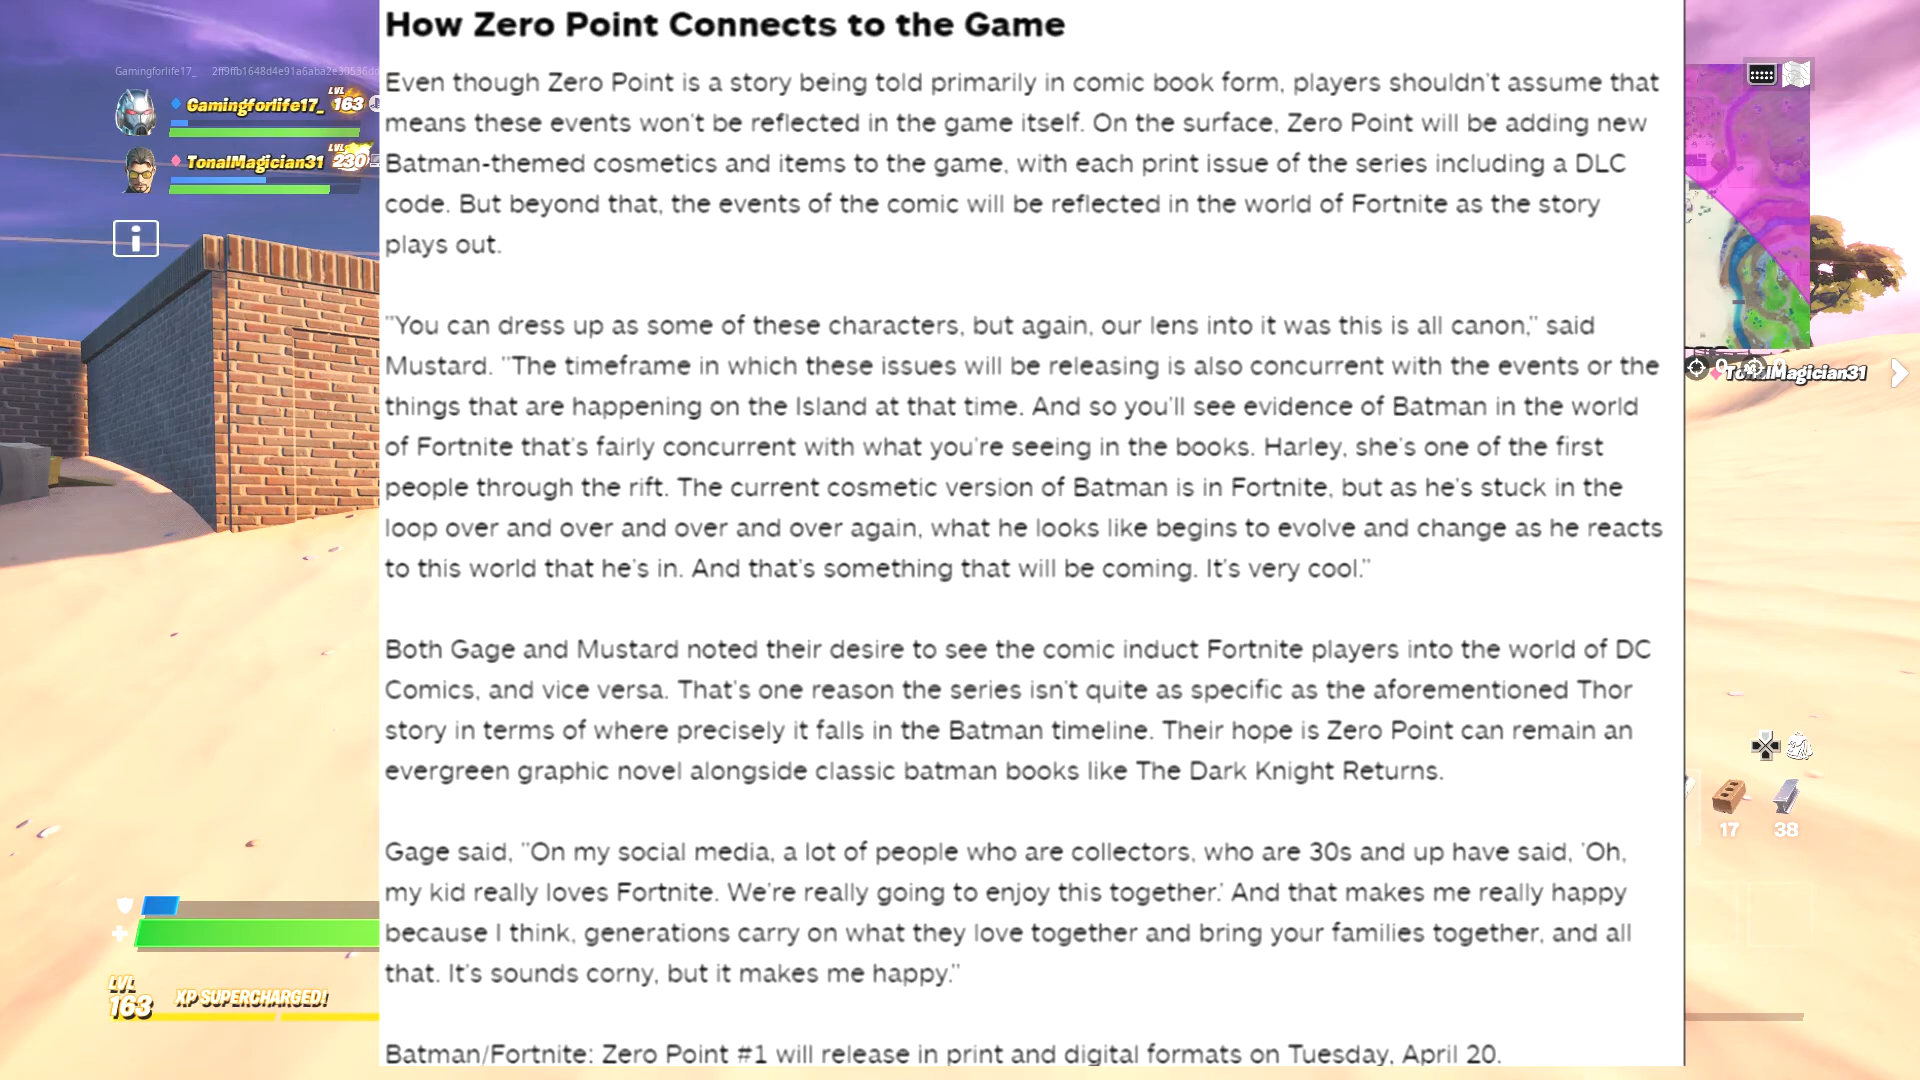 How Zero Point Connects to the Game
Even though Zero Point is a story being told primarily in comic book form, players shouldn't assume that
means these events won't be reflected in the game itself. On the surface, Zero Point will be adding new
Batman-themed cosmetics and items to the game, with each print issue of the series including a DLC
code. But beyond that, the events of the comic will be reflected in the world of Fortnite as the story
plays out.
"You can dress up as some of these characters, but again, our lens into it was this is all canon," said
Mustard. "The timeframe in which these issues will be releasing is also concurrent with the events or the
things that are happening on the Island at that time. And so you'll see evidence of Batman in the world
of Fortnite that's fairly concurrent with what you're seeing in the books. Harley, she's one of the first
people through the rift. The current cosmetic version of Batman is in Fortnite, but as he's stuck in the
loop over and over and over and over again, what he looks like begins to evolve and change as he reacts
to this world that he's in. And that's something that will be coming. It's very cool."
Both Gage and Mustard noted their desire to see the comic induct Fortnite players into the world of DC
Comics, and vice versa. That's one reason the series isn't quite as specific as the aforementioned Thor
story in terms of where precisely it falls in the Batman timeline. Their hope is Zero Point can remain an
evergreen graphic novel alongside classic batman books like The Dark Knight Returns.
Gage said, "On my social media, a lot of people who are collectors, who are 30s and up have said, 'Oh,
my kid really loves Fortnite. We're really going to enjoy this together.' And that makes me really happy
because I think, generations carry on what they love together and bring your families together, and all
that. It's sounds corny, but it makes me happy."
Batman/Fortnite: Zero Point #1 will release in print and digital formats on Tuesday, April 20.
Gamingforlife17_
Gamingforlife17_ LVL 163
TonalMagician31 LVL 230
i
LVL
163 XP SUPERCHARGED!
TonalMagician31
17 38